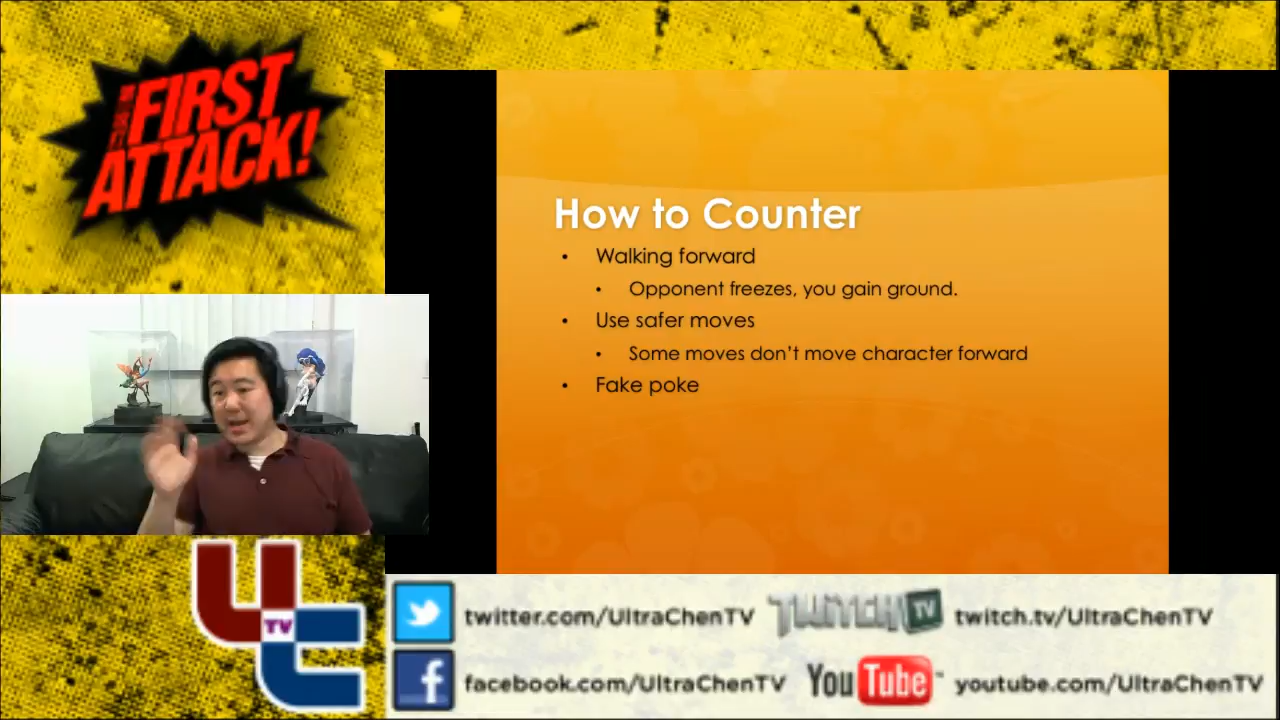 FIRST
ATTACK!
How to Counter
• Walking forward
• Opponent freezes, you gain ground.
• Use safer moves
• Some moves don't move character forward
• Fake poke
UC
TV
twitter.com/UltraChenTV
TWITCH TV
twitch.tv/UltraChenTV
facebook.com/UltraChenTV
YouTube
youtube.com/UltraChenTV